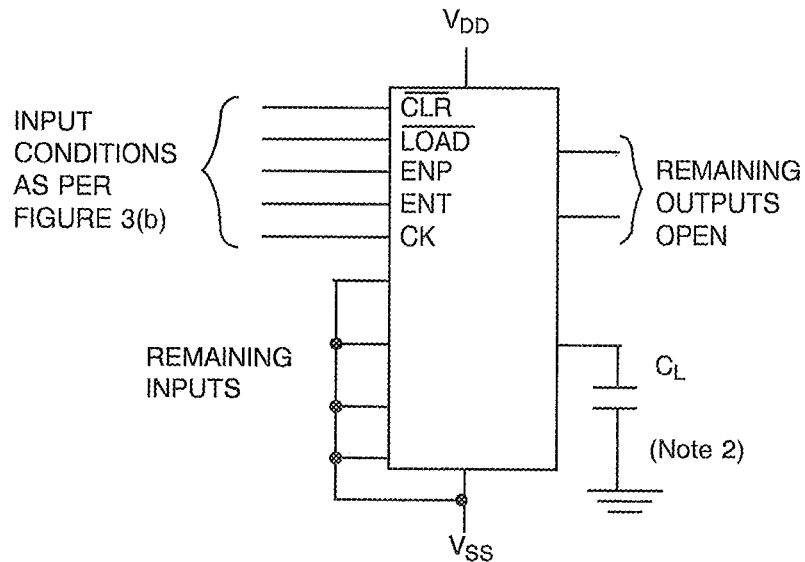 VDD
INPUT
CONDITIONS
AS PER
FIGURE 3(b)
CLR
LOAD
ENP
ENT
CK
REMAINING
OUTPUTS
OPEN
REMAINING
INPUTS
CL
(Note 2)
VSS